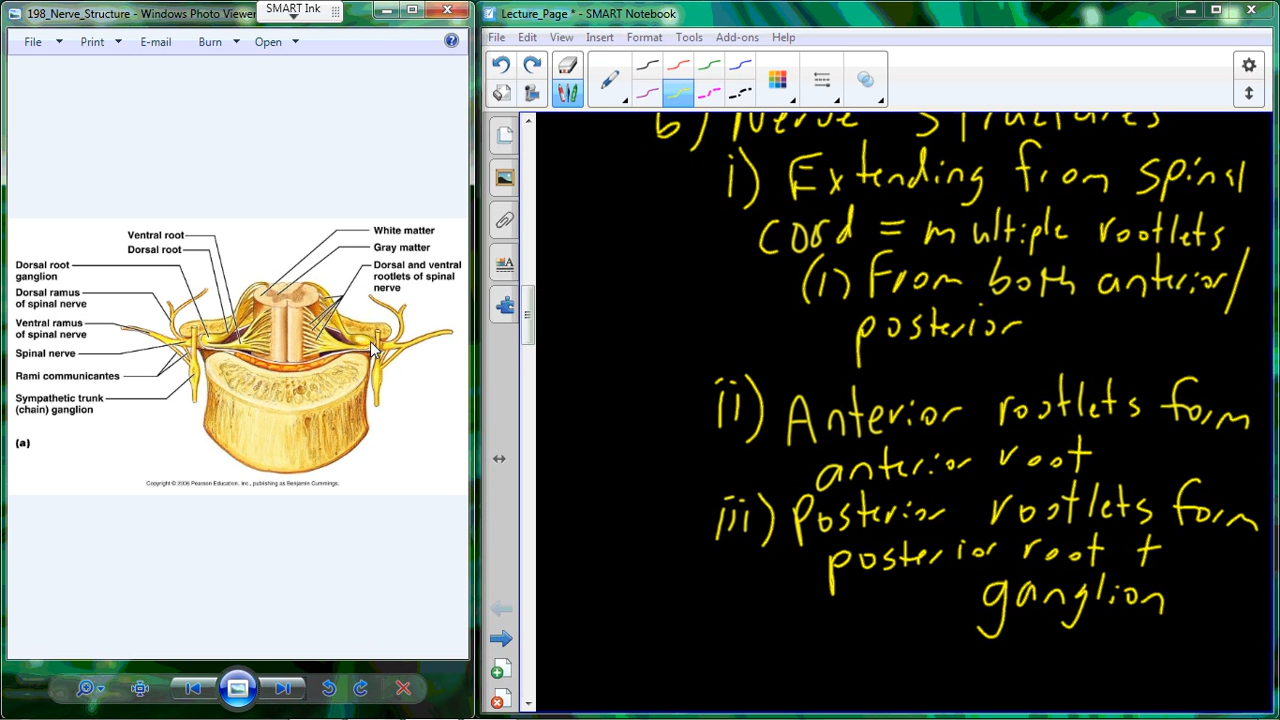 198_Nerve_Structure - Windows Photo Viewer
SMART Ink
File Print E-mail Burn Open
Ventral root
Dorsal root
Dorsal root
ganglion
Dorsal ramus
of spinal nerve
Ventral ramus
of spinal nerve
Spinal nerve
Rami communicantes
Sympathetic trunk
(chain) ganglion
(a)
White matter
Gray matter
Dorsal and ventral
rootlets of spinal
nerve
Copyright © 2006 Pearson Education, Inc., publishing as Benjamin Cummings.
Lecture_Page * - SMART Notebook
File Edit View Insert Format Tools Add-ons Help
b) Nerve Structures
i) Extending from spinal
cord = multiple rootlets
(1) From both anterior/
posterior
ii) Anterior rootlets form
anterior root
iii) Posterior rootlets form
posterior root +
ganglion